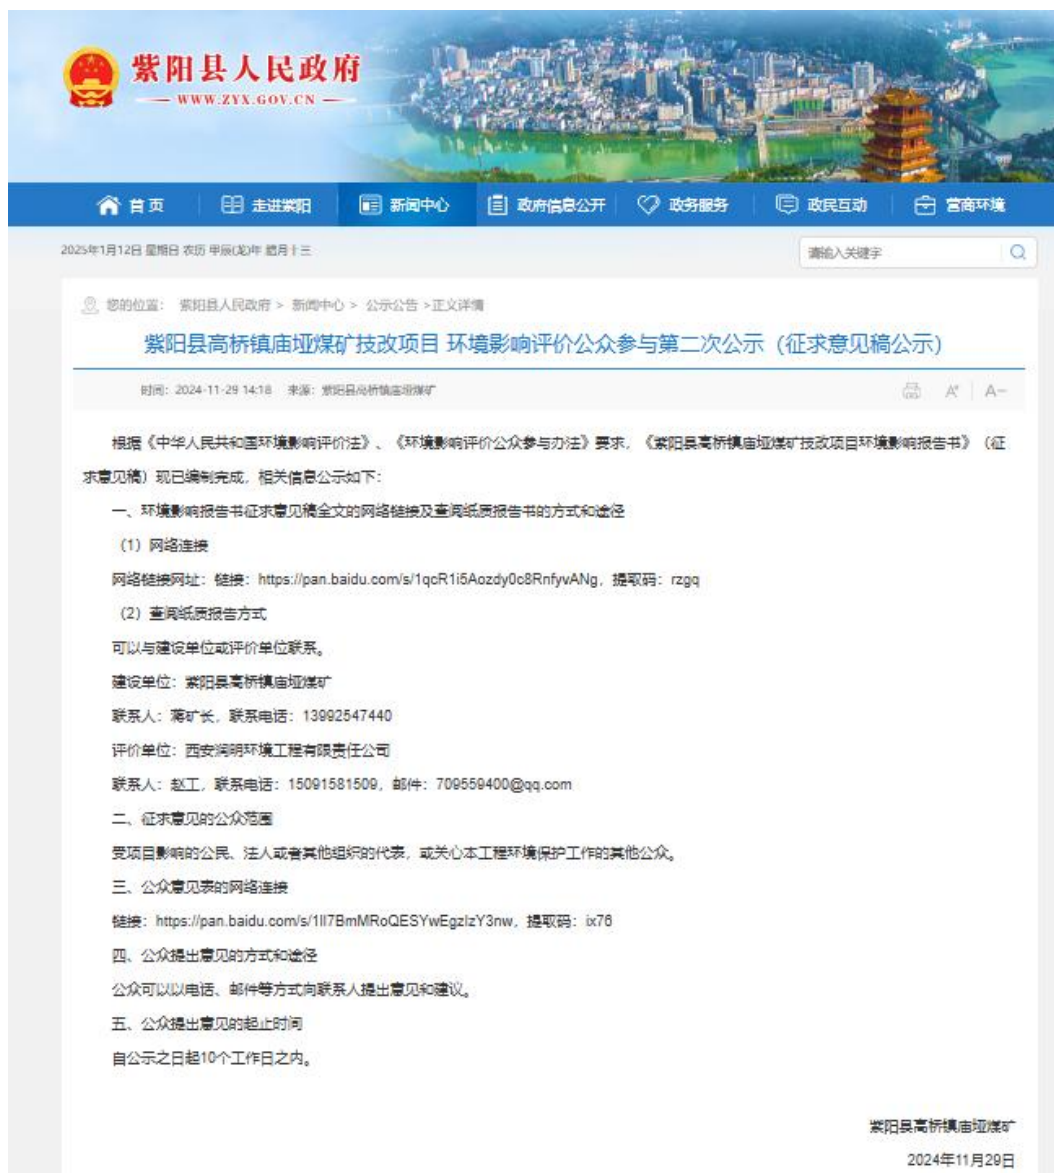 紫阳县人民政府
WWW.ZYX.GOV.CN
首页 走进紫阳 新闻中心 政府信息公开 政务服务 政民互动 营商环境
2025年1月12日 星期日 农历 甲辰(龙)年 腊月十三 请输入关键字
您的位置: 紫阳县人民政府 > 新闻中心 > 公示公告 >正文详情
紫阳县高桥镇庙垭煤矿技改项目 环境影响评价公众参与第二次公示（征求意见稿公示）
时间: 2024-11-29 14:18 来源: 紫阳县高桥镇庙垭煤矿 A+ A-
根据《中华人民共和国环境影响评价法》、《环境影响评价公众参与办法》要求，《紫阳县高桥镇庙垭煤矿技改项目环境影响报告书》（征
求意见稿）现已编制完成，相关信息公示如下：
一、环境影响报告书征求意见稿全文的网络链接及查阅纸质报告书的方式和途径
（1）网络连接
网络链接网址：链接：https://pan.baidu.com/s/1qcR1i5Aozdy0c8RnfyvANg，提取码：rzgq
（2）查阅纸质报告方式
可以与建设单位或评价单位联系。
建设单位：紫阳县高桥镇庙垭煤矿
联系人：蒋矿长，联系电话：13992547440
评价单位：西安润明环境工程有限责任公司
联系人：赵工，联系电话：15091581509，邮件：709559400@qq.com
二、征求意见的公众范围
受项目影响的公民、法人或者其他组织的代表，或关心本工程环境保护工作的其他公众。
三、公众意见表的网络连接
链接：https://pan.baidu.com/s/1Il7BmMRoQESYwEgzIzY3nw，提取码：ix76
四、公众提出意见的方式和途径
公众可以以电话、邮件等方式向联系人提出意见和建议。
五、公众提出意见的起止时间
自公示之日起10个工作日之内。
紫阳县高桥镇庙垭煤矿
2024年11月29日